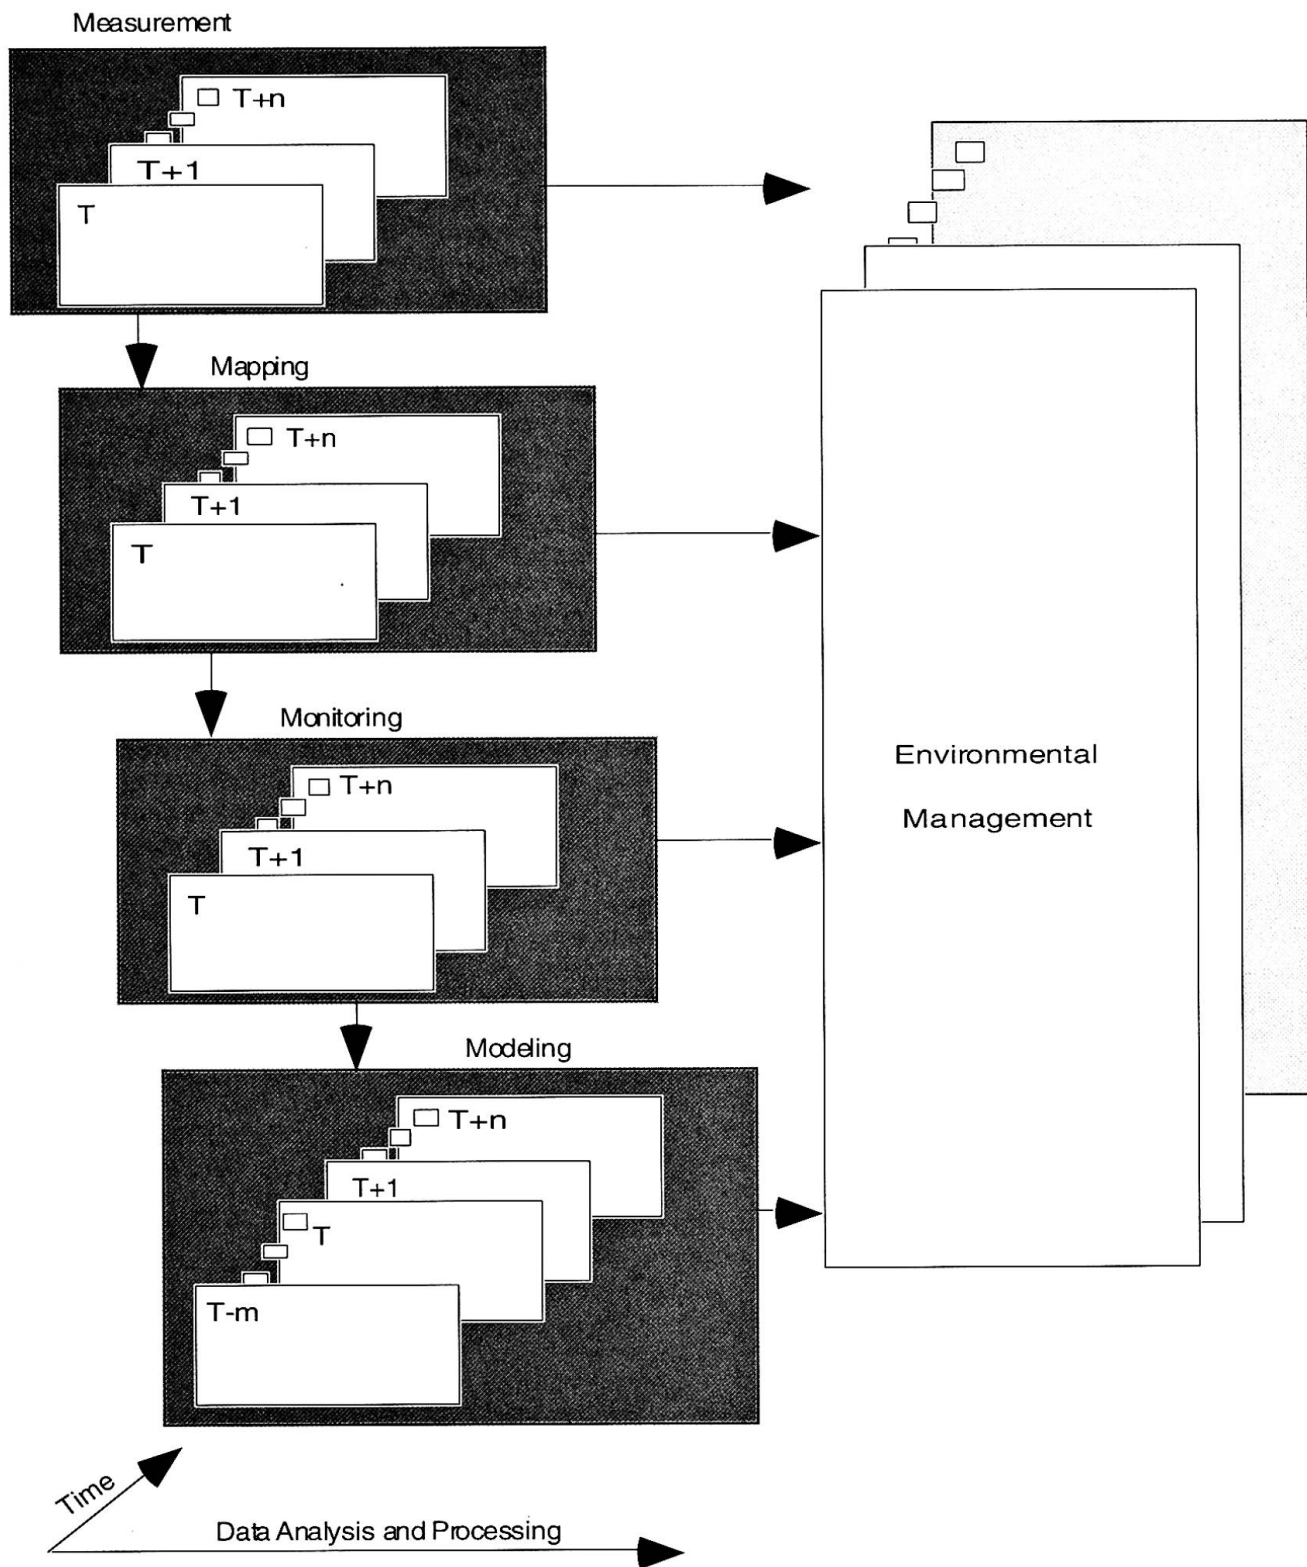 Measurement
T+n
T+1
T
Mapping
T+n
T+1
T
Monitoring
T+n
T+1
T
Environmental
Management
Modeling
T+n
T+1
T
T-m
Time
Data Analysis and Processing